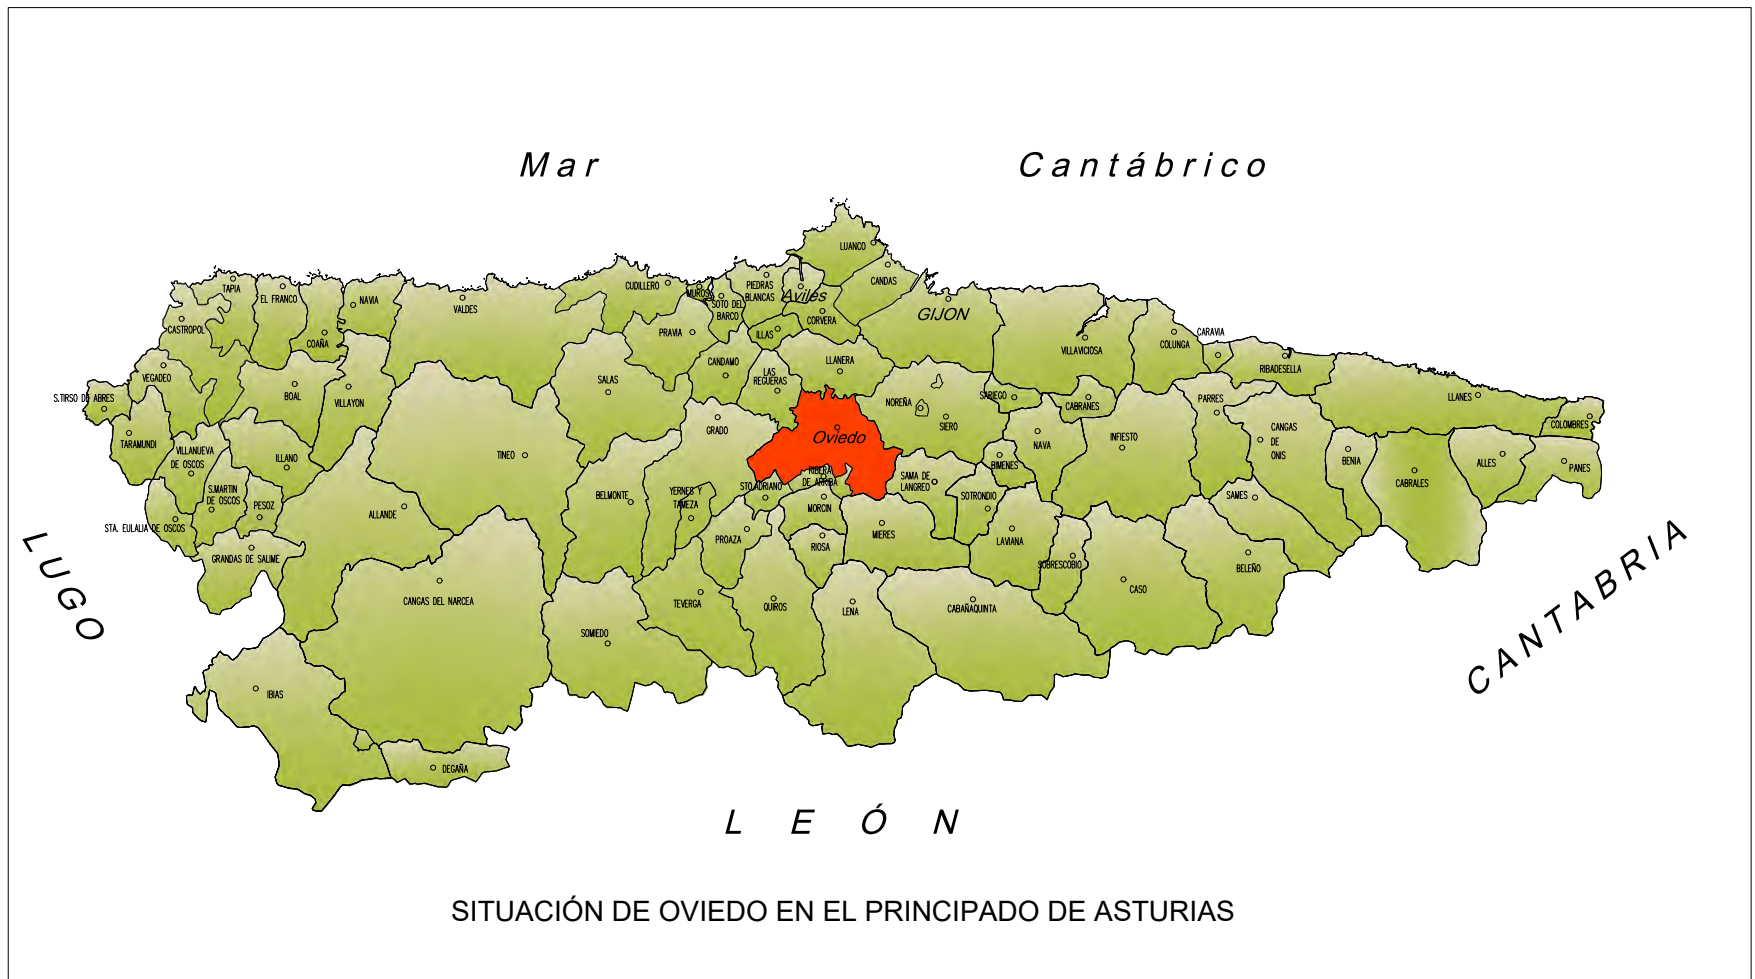 Mar Cantábrico
LUANCO
CANDAS
TAPIA
EL FRANCO
NAVIA
VALDES
CUDILLERO
MUROS
SOTO DEL
BARCO
PIEDRAS
BLANCAS
Aviles
CORVERA
ILLAS
GIJON
CASTROPOL
COAÑA
PRAVIA
CANDAMO
LAS
REGUERAS
LLANERA
VILLAVICIOSA
COLUNGA
CARAVIA
RIBADESELLA
LLANES
COLOMBRES
VEGADEO
S.TIRSO DE ABRES
BOAL
VILLAYON
SALAS
NOREÑA
SIERO
SARIEGO
CABRANES
PARRES
TARAMUNDI
VILLANUEVA
DE OSCOS
ILLANO
TINEO
GRADO
Oviedo
NAVA
INFIESTO
CANGAS
DE
ONIS
BENIA
CABRALES
ALLES
PANES
S.MARTIN
DE OSCOS
PESOZ
STA. EULALIA DE OSCOS
ALLANDE
BELMONTE
YERNES Y
TAMEZA
STO.ADRIANO
RIBERA
DE ARRIBA
MORCIN
SAMA DE
LANGREO
BIMENES
SOTRONDIO
SAMES
GRANDAS DE SALIME
PROAZA
RIOSA
MIERES
LAVIANA
SOBRESCOBIO
CASO
BELEÑO
CANGAS DEL NARCEA
TEVERGA
QUIROS
LENA
CABAÑAQUINTA
SOMIEDO
IBIAS
DEGAÑA
LUGO
CANTABRIA
LEÓN
SITUACIÓN DE OVIEDO EN EL PRINCIPADO DE ASTURIAS